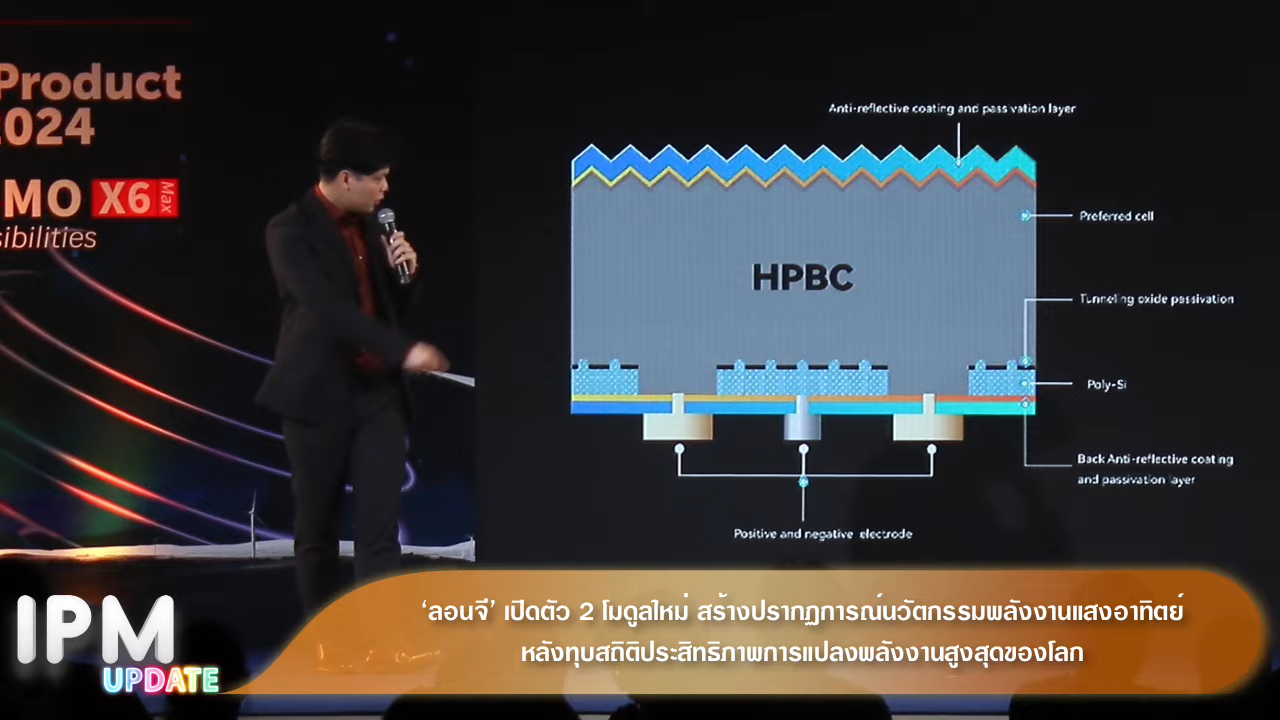 Product
2024
MO X6 Max
sibilities
Anti-reflective coating and passivation layer
Preferred cell
HPBC
Tunneling oxide passivation
Poly-Si
Back Anti-reflective coating
and passivation layer
Positive and negative electrode
IPM
UPDATE
‘ลอนจี’ เปิดตัว 2 โมดูลใหม่ สร้างปรากฏการณ์นวัตกรรมพลังงานแสงอาทิตย์
หลังทุบสถิติประสิทธิภาพการแปลงพลังงานสูงสุดของโลก